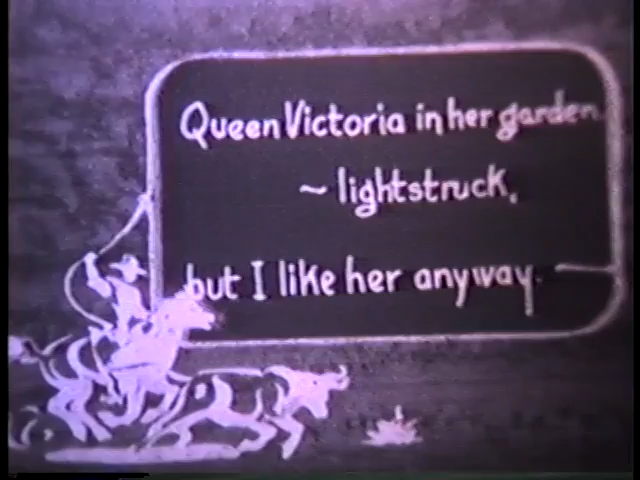 Queen Victoria in her garden
~ lightstruck,
but I like her anyway. —